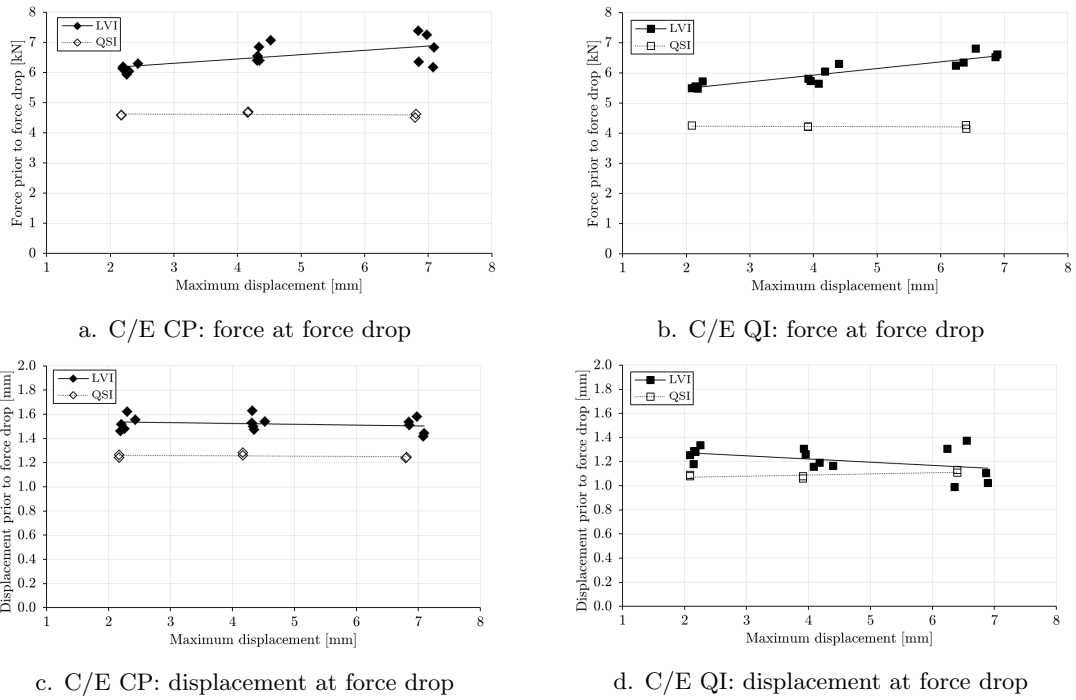 8
7
6
5
4
3
2
1
0
Force prior to force drop [kN]
LVI
QSI
1 2 3 4 5 6 7 8
Maximum displacement [mm]
a. C/E CP: force at force drop
8
7
6
5
4
3
2
1
0
Force prior to force drop [kN]
LVI
QSI
1 2 3 4 5 6 7 8
Maximum displacement [mm]
b. C/E QI: force at force drop
2.0
1.8
1.6
1.4
1.2
1.0
0.8
0.6
0.4
0.2
0.0
Displacement prior to force drop [mm]
LVI
QSI
1 2 3 4 5 6 7 8
Maximum displacement [mm]
c. C/E CP: displacement at force drop
2.0
1.8
1.6
1.4
1.2
1.0
0.8
0.6
0.4
0.2
0.0
Displacement prior to force drop [mm]
LVI
QSI
1 2 3 4 5 6 7 8
Maximum displacement [mm]
d. C/E QI: displacement at force drop